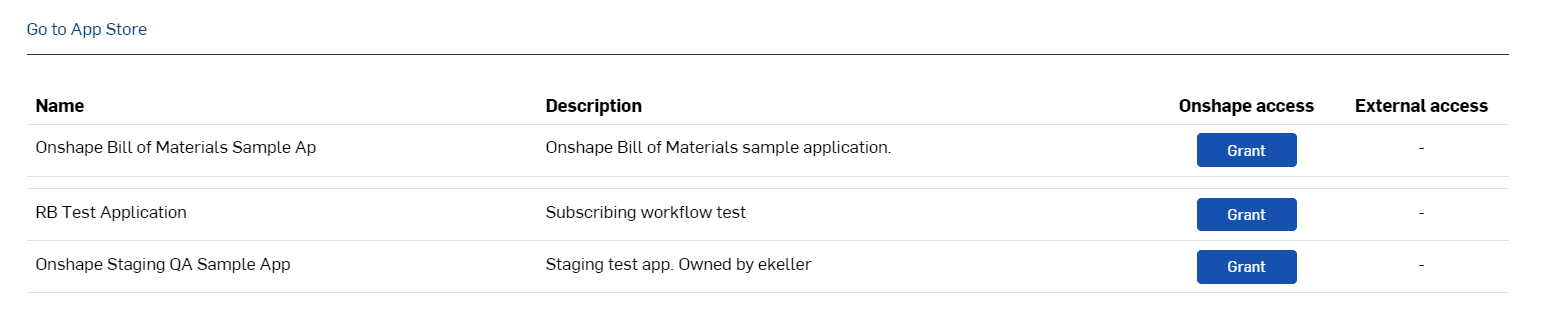 Go to App Store
Name Description Onshape access External access
Onshape Bill of Materials Sample Ap Onshape Bill of Materials sample application. Grant -
RB Test Application Subscribing workflow test Grant -
Onshape Staging QA Sample App Staging test app. Owned by ekeller Grant -